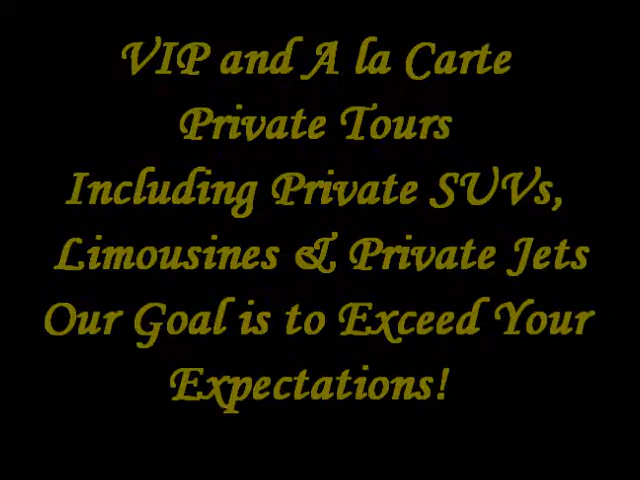 VIP and A la Carte
Private Tours
Including Private SUVs,
Limousines & Private Jets
Our Goal is to Exceed Your
Expectations!